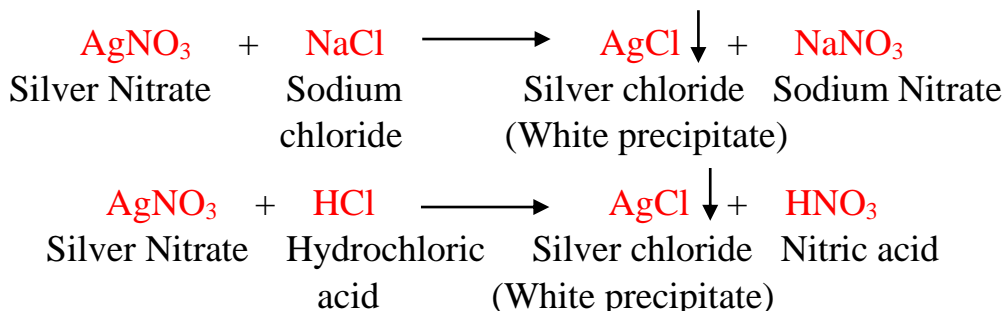 AgNO₃ + NaCl ⟶ AgCl ↓ + NaNO₃
Silver Nitrate Sodium Silver chloride Sodium Nitrate
chloride (White precipitate)
AgNO₃ + HCl ⟶ AgCl ↓ + HNO₃
Silver Nitrate Hydrochloric Silver chloride Nitric acid
acid (White precipitate)